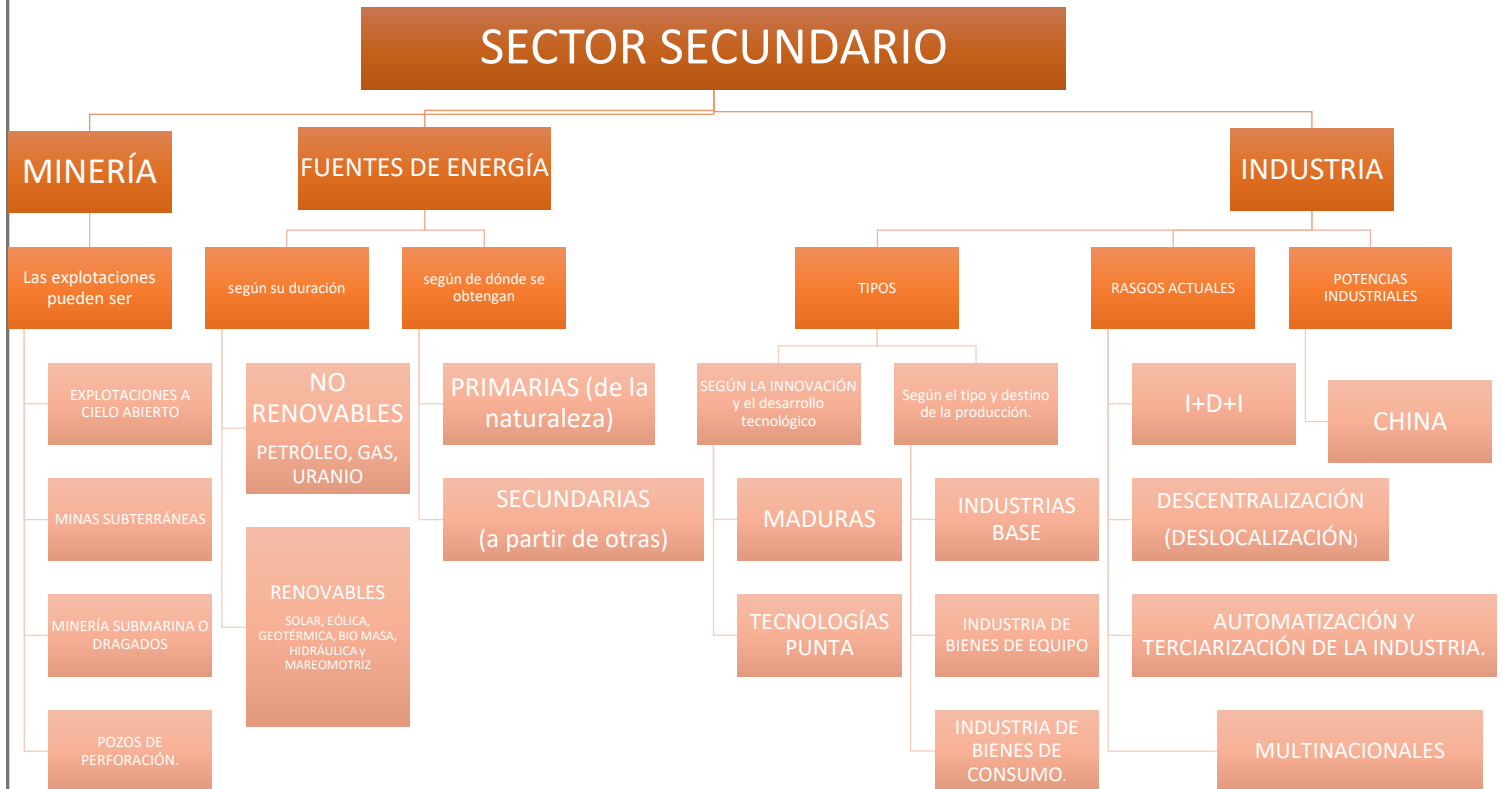 SECTOR SECUNDARIO
MINERÍA
FUENTES DE ENERGÍA
INDUSTRIA
Las explotaciones
pueden ser
según su duración
según de dónde se
obtengan
TIPOS
RASGOS ACTUALES
POTENCIAS
INDUSTRIALES
EXPLOTACIONES A
CIELO ABIERTO
MINAS SUBTERRÁNEAS
MINERÍA SUBMARINA O
DRAGADOS
POZOS DE
PERFORACIÓN.
NO
RENOVABLES
PETRÓLEO, GAS,
URANIO
RENOVABLES
SOLAR, EÓLICA,
GEOTÉRMICA, BIO MASA,
HIDRÁULICA y
MAREOMOTRIZ
PRIMARIAS (de la
naturaleza)
SECUNDARIAS
(a partir de otras)
SEGÚN LA INNOVACIÓN
y el desarrollo
tecnológico
MADURAS
TECNOLOGÍAS
PUNTA
Según el tipo y destino
de la producción.
INDUSTRIAS
BASE
INDUSTRIA DE
BIENES DE EQUIPO
INDUSTRIA DE
BIENES DE
CONSUMO.
I+D+I
DESCENTRALIZACIÓN
(DESLOCALIZACIÓN)
AUTOMATIZACIÓN Y
TERCIARIZACIÓN DE LA INDUSTRIA.
MULTINACIONALES
CHINA